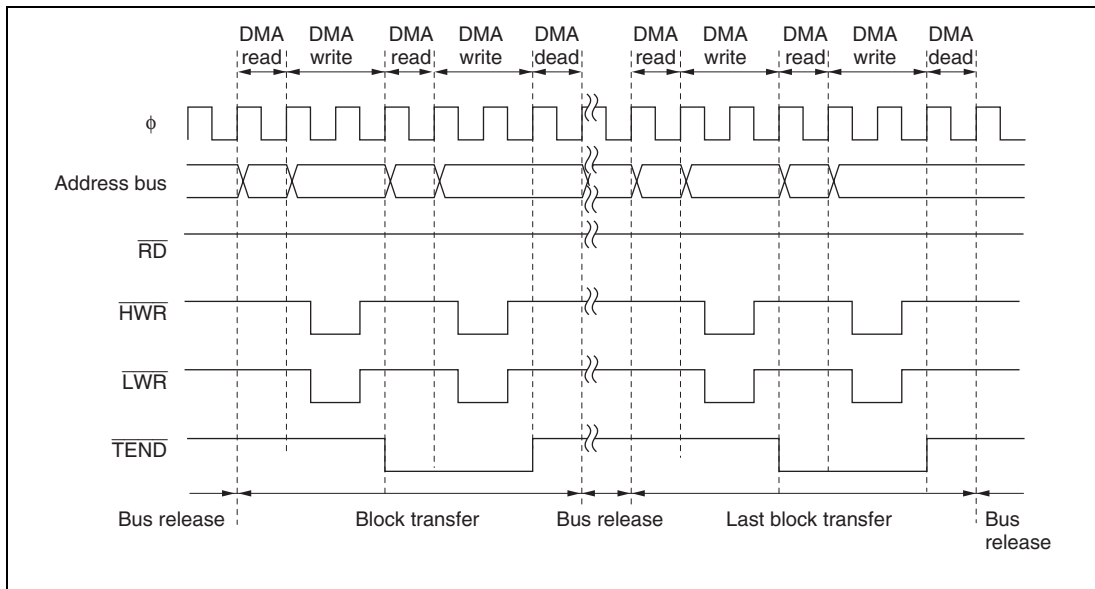 DMA DMA DMA DMA DMA DMA DMA DMA DMA DMA
read write read write dead read write read write dead
φ
Address bus
RD
HWR
LWR
TEND
Bus release Block transfer Bus release Last block transfer Bus
release